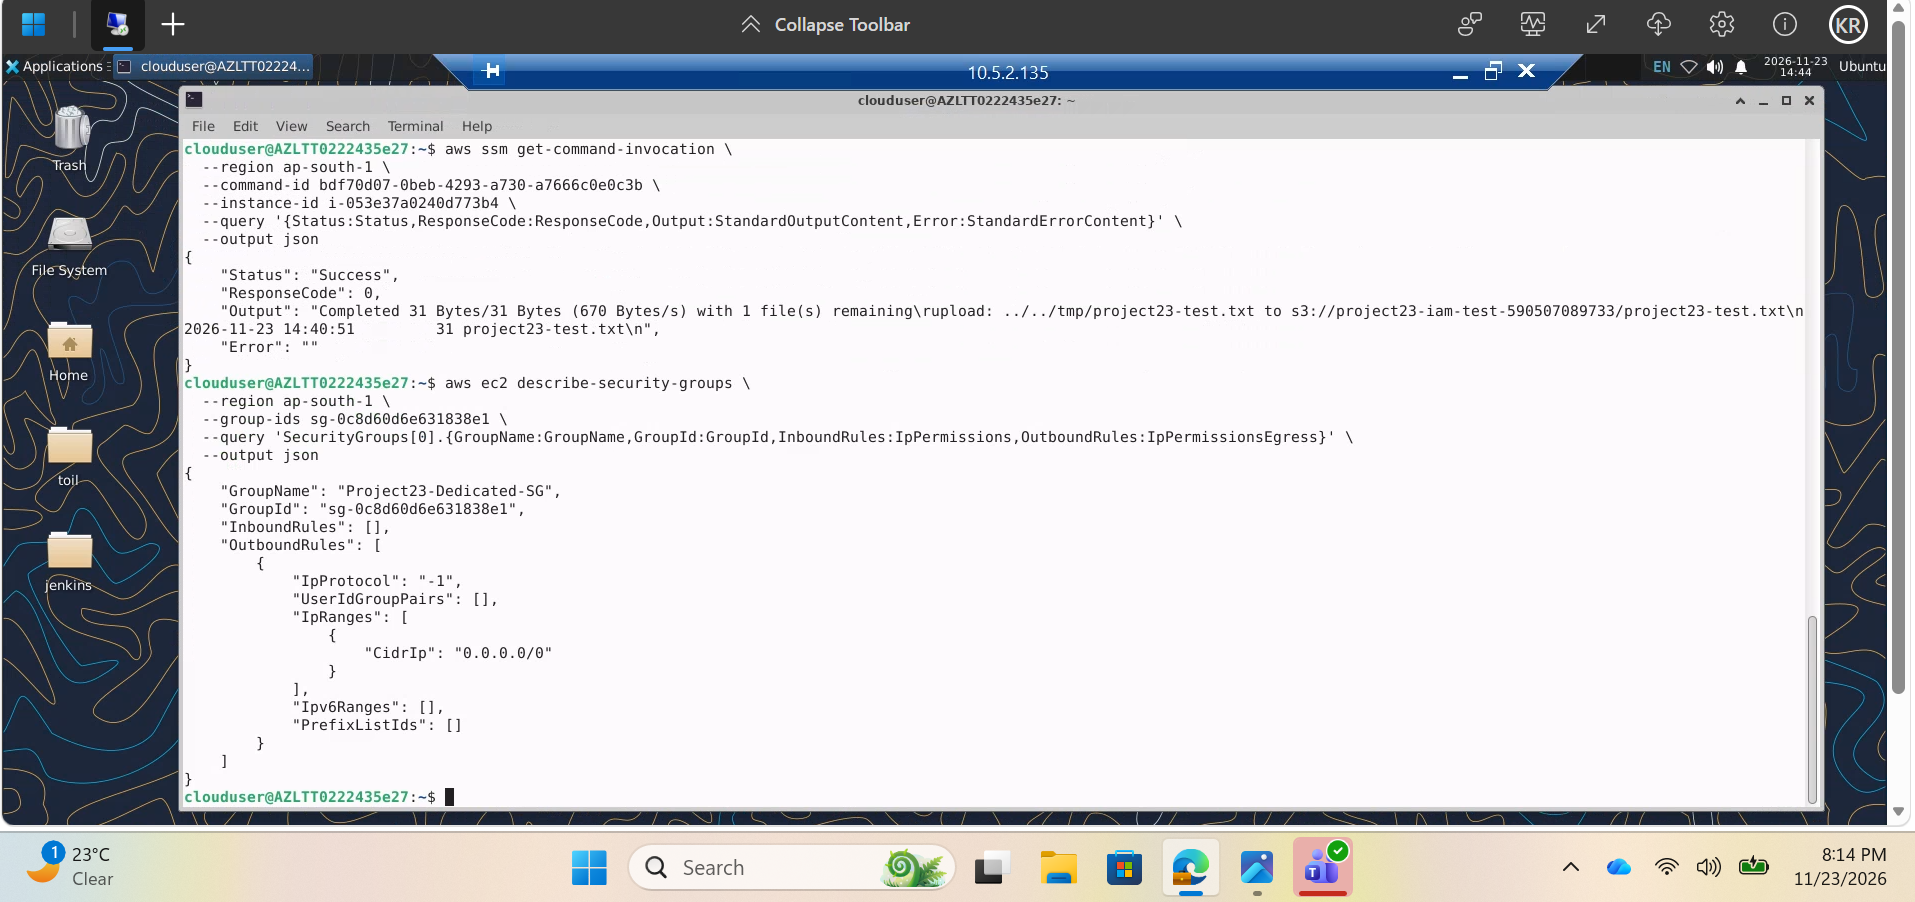 Collapse Toolbar
KR
Applications
clouduser@AZLTT02224...
10.5.2.135
EN
2026-11-23
14:44
Ubuntu
clouduser@AZLTT0222435e27: ~
File Edit View Search Terminal Help
Trash
File System
Home
toil
jenkins
clouduser@AZLTT0222435e27:~$ aws ssm get-command-invocation \
  --region ap-south-1 \
  --command-id bdf70d07-0beb-4293-a730-a7666c0e0c3b \
  --instance-id i-053e37a0240d773b4 \
  --query '{Status:Status,ResponseCode:ResponseCode,Output:StandardOutputContent,Error:StandardErrorContent}' \
  --output json
{
    "Status": "Success",
    "ResponseCode": 0,
    "Output": "Completed 31 Bytes/31 Bytes (670 Bytes/s) with 1 file(s) remaining\rupload: ../../tmp/project23-test.txt to s3://project23-iam-test-590507089733/project23-test.txt\n
2026-11-23 14:40:51         31 project23-test.txt\n",
    "Error": ""
}
clouduser@AZLTT0222435e27:~$ aws ec2 describe-security-groups \
  --region ap-south-1 \
  --group-ids sg-0c8d60d6e631838e1 \
  --query 'SecurityGroups[0].{GroupName:GroupName,GroupId:GroupId,InboundRules:IpPermissions,OutboundRules:IpPermissionsEgress}' \
  --output json
{
    "GroupName": "Project23-Dedicated-SG",
    "GroupId": "sg-0c8d60d6e631838e1",
    "InboundRules": [],
    "OutboundRules": [
        {
            "IpProtocol": "-1",
            "UserIdGroupPairs": [],
            "IpRanges": [
                {
                    "CidrIp": "0.0.0.0/0"
                }
            ],
            "Ipv6Ranges": [],
            "PrefixListIds": []
        }
    ]
}
clouduser@AZLTT0222435e27:~$
1
23°C
Clear
Search
T
8:14 PM
11/23/2026